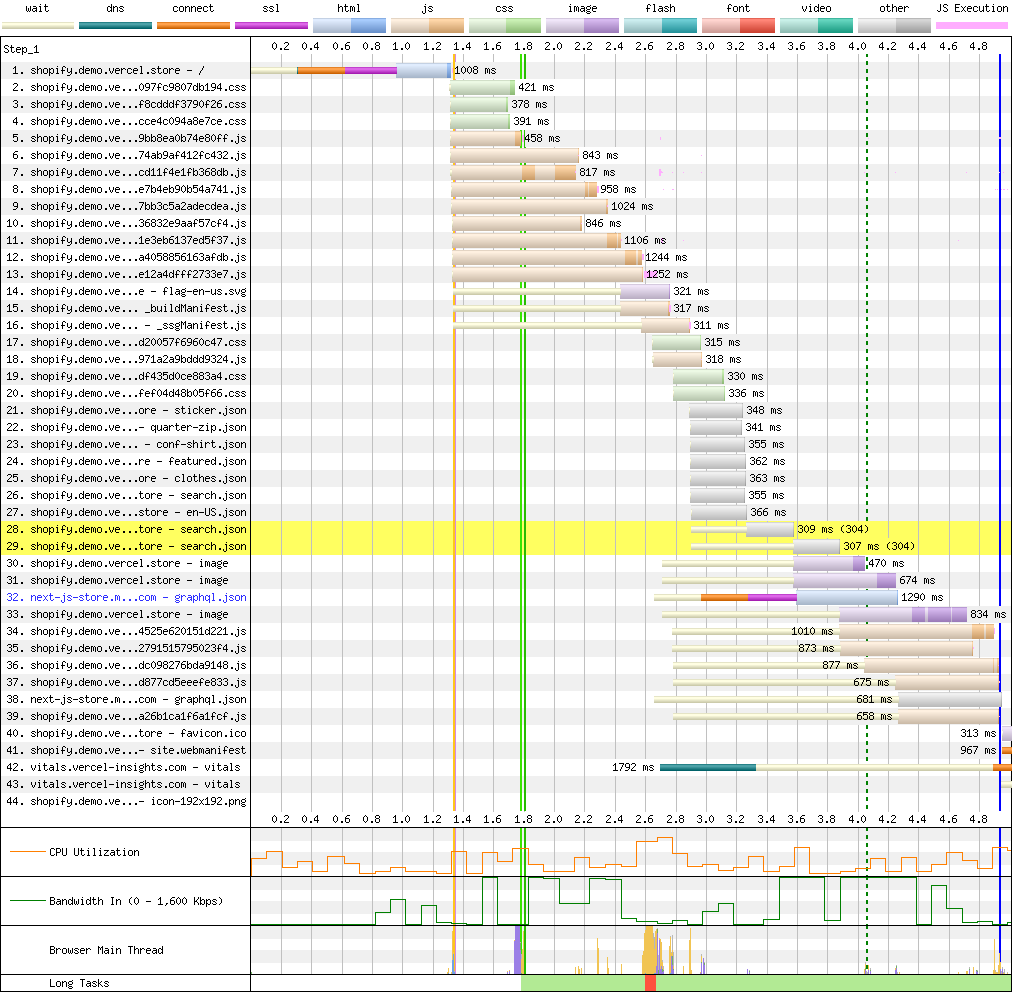 wait dns connect ssl html js css image flash font video other JS Execution
Step_1 0.2 0.4 0.6 0.8 1.0 1.2 1.4 1.6 1.8 2.0 2.2 2.4 2.6 2.8 3.0 3.2 3.4 3.6 3.8 4.0 4.2 4.4 4.6 4.8
1. shopify.demo.vercel.store - / 1008 ms
2. shopify.demo.ve...097fc9807db194.css 421 ms
3. shopify.demo.ve...f8cdddf3790f26.css 378 ms
4. shopify.demo.ve...cce4c094a8e7ce.css 391 ms
5. shopify.demo.ve...9bb8ea0b74e80ff.js 458 ms
6. shopify.demo.ve...74ab9af412fc432.js 843 ms
7. shopify.demo.ve...cd11f4e1fb368db.js 817 ms
8. shopify.demo.ve...e7b4eb90b54a741.js 958 ms
9. shopify.demo.ve...7bb3c5a2adecdea.js 1024 ms
10. shopify.demo.ve...36832e9aaf57cf4.js 846 ms
11. shopify.demo.ve...1e3eb6137ed5f37.js 1106 ms
12. shopify.demo.ve...a4058856163afdb.js 1244 ms
13. shopify.demo.ve...e12a4dfff2733e7.js 1252 ms
14. shopify.demo.ve...e - flag-en-us.svg 321 ms
15. shopify.demo.ve... _buildManifest.js 317 ms
16. shopify.demo.ve... - _ssgManifest.js 311 ms
17. shopify.demo.ve...d20057f6960c47.css 315 ms
18. shopify.demo.ve...971a2a9bddd9324.js 318 ms
19. shopify.demo.ve...df435d0ce883a4.css 330 ms
20. shopify.demo.ve...fef04d48b05f66.css 336 ms
21. shopify.demo.ve...ore - sticker.json 348 ms
22. shopify.demo.ve...- quarter-zip.json 341 ms
23. shopify.demo.ve... - conf-shirt.json 355 ms
24. shopify.demo.ve...re - featured.json 362 ms
25. shopify.demo.ve...ore - clothes.json 363 ms
26. shopify.demo.ve...tore - search.json 355 ms
27. shopify.demo.ve...store - en-US.json 366 ms
28. shopify.demo.ve...tore - search.json 309 ms (304)
29. shopify.demo.ve...tore - search.json 307 ms (304)
30. shopify.demo.vercel.store - image 470 ms
31. shopify.demo.vercel.store - image 674 ms
32. next-js-store.m...com - graphql.json 1290 ms
33. shopify.demo.vercel.store - image 834 ms
34. shopify.demo.ve...4525e620151d221.js 1010 ms
35. shopify.demo.ve...2791515795023f4.js 873 ms
36. shopify.demo.ve...dc098276bda9148.js 877 ms
37. shopify.demo.ve...d877cd5eeefe833.js 675 ms
38. next-js-store.m...com - graphql.json 681 ms
39. shopify.demo.ve...a26b1ca1f6a1fcf.js 658 ms
40. shopify.demo.ve...tore - favicon.ico 313 ms
41. shopify.demo.ve...- site.webmanifest 967 ms
42. vitals.vercel-insights.com - vitals 1792 ms
43. vitals.vercel-insights.com - vitals
44. shopify.demo.ve...- icon-192x192.png
0.2 0.4 0.6 0.8 1.0 1.2 1.4 1.6 1.8 2.0 2.2 2.4 2.6 2.8 3.0 3.2 3.4 3.6 3.8 4.0 4.2 4.4 4.6 4.8
CPU Utilization
Bandwidth In (0 - 1,600 Kbps)
Browser Main Thread
Long Tasks